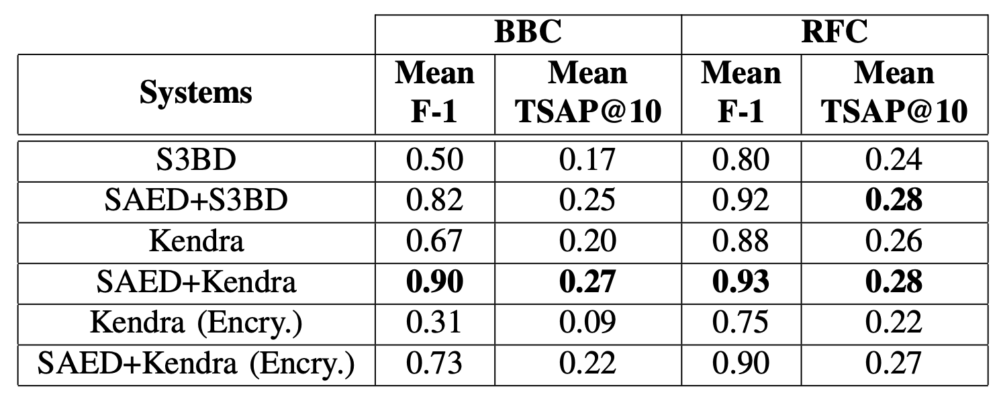 BBC RFC
Systems Mean F-1 Mean TSAP@10 Mean F-1 Mean TSAP@10
S3BD 0.50 0.17 0.80 0.24
SAED+S3BD 0.82 0.25 0.92 0.28
Kendra 0.67 0.20 0.88 0.26
SAED+Kendra 0.90 0.27 0.93 0.28
Kendra (Encry.) 0.31 0.09 0.75 0.22
SAED+Kendra (Encry.) 0.73 0.22 0.90 0.27